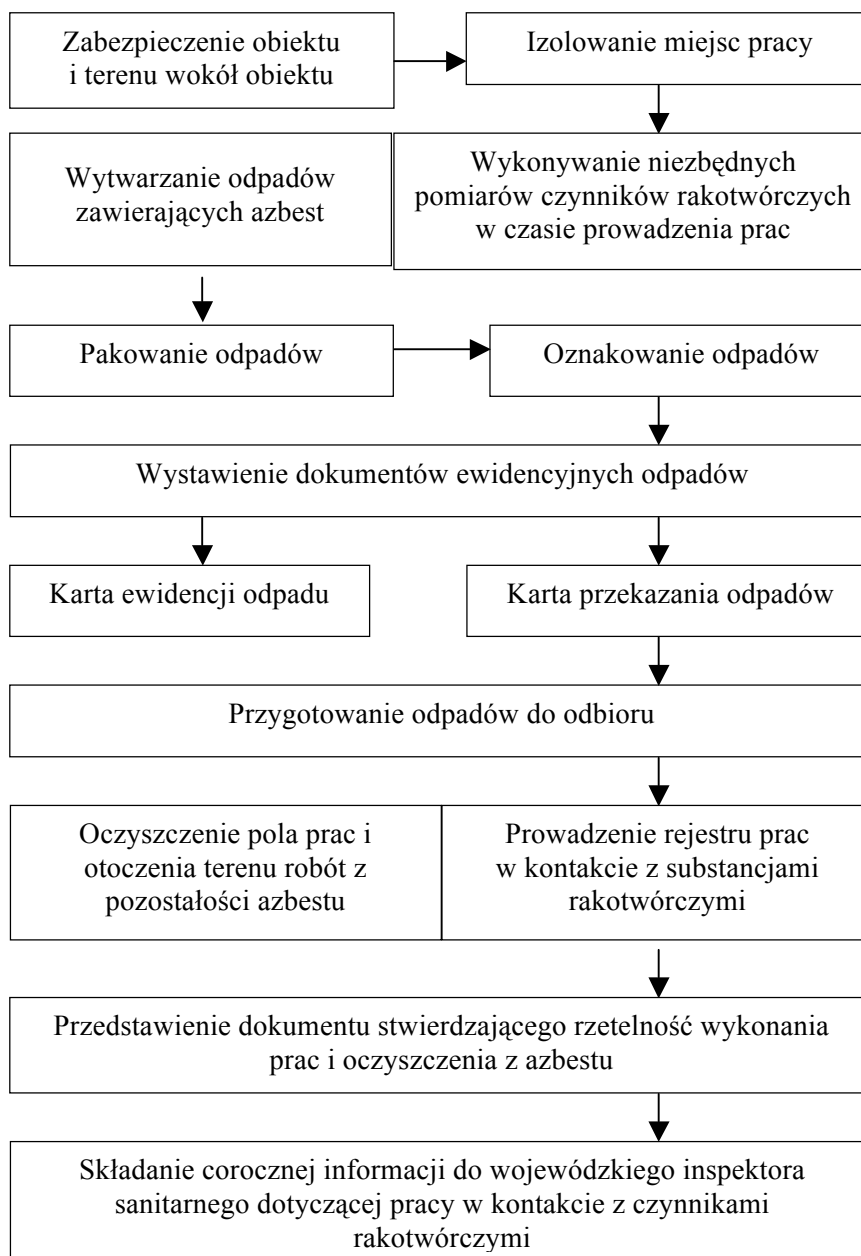 Zabezpieczenie obiektu
i terenu wokół obiektu
Izolowanie miejsc pracy
Wytwarzanie odpadów
zawierających azbest
Wykonywanie niezbędnych
pomiarów czynników rakotwórczych
w czasie prowadzenia prac
Pakowanie odpadów
Oznakowanie odpadów
Wystawienie dokumentów ewidencyjnych odpadów
Karta ewidencji odpadu
Karta przekazania odpadów
Przygotowanie odpadów do odbioru
Oczyszczenie pola prac i
otoczenia terenu robót z
pozostałości azbestu
Prowadzenie rejestru prac
w kontakcie z substancjami
rakotwórczymi
Przedstawienie dokumentu stwierdzającego rzetelność wykonania
prac i oczyszczenia z azbestu
Składanie corocznej informacji do wojewódzkiego inspektora
sanitarnego dotyczącej pracy w kontakcie z czynnikami
rakotwórczymi